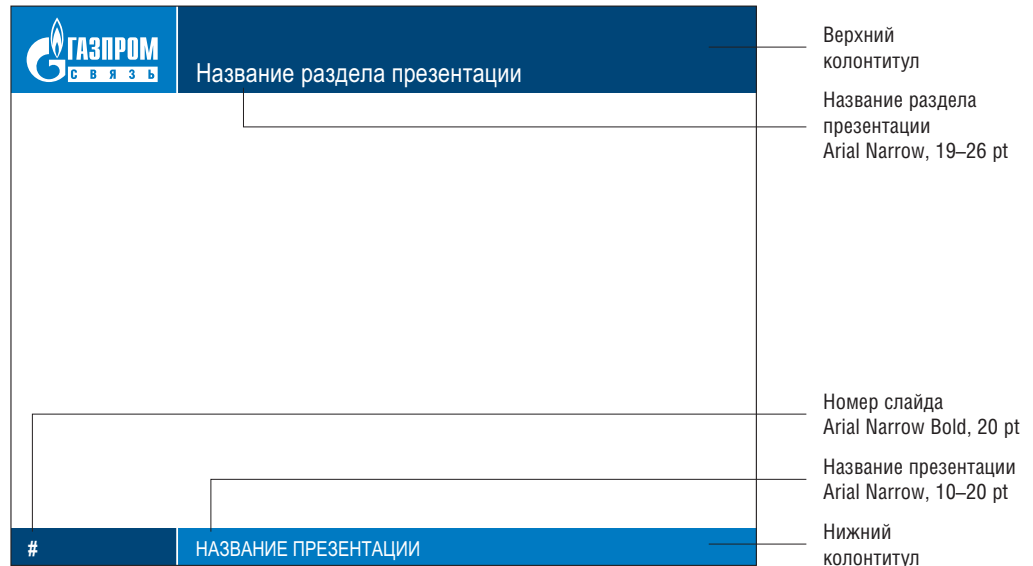 ГАЗПРОМ
СВЯЗЬ
Название раздела презентации
Верхний
колонтитул
Название раздела
презентации
Arial Narrow, 19–26 pt
Номер слайда
Arial Narrow Bold, 20 pt
Название презентации
Arial Narrow, 10–20 pt
#
НАЗВАНИЕ ПРЕЗЕНТАЦИИ
Нижний
колонтитул